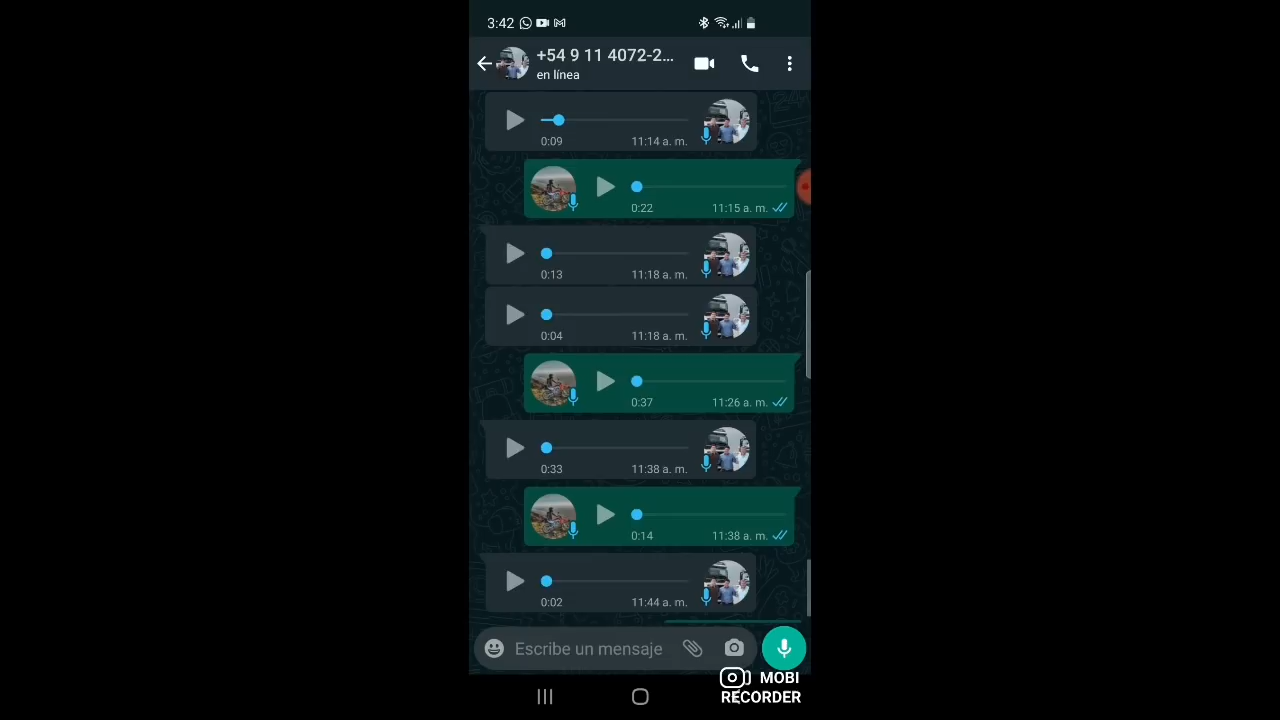 3:42
+54 9 11 4072-2...
en línea
0:09 11:14 a. m.
0:22 11:15 a. m.
0:13 11:18 a. m.
0:04 11:18 a. m.
0:37 11:26 a. m.
0:33 11:38 a. m.
0:14 11:38 a. m.
0:02 11:44 a. m.
Escribe un mensaje
MOBI
RECORDER